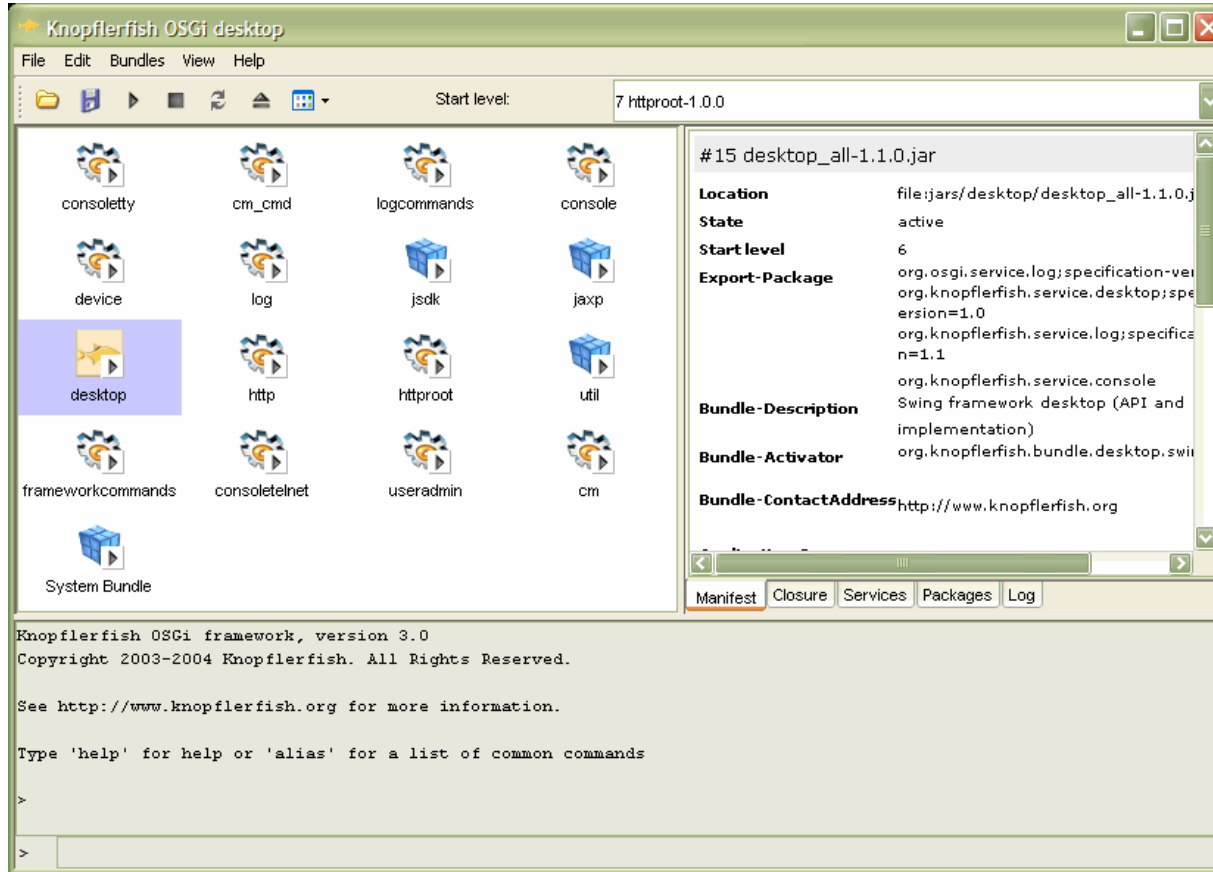 Knopflerfish OSGi desktop
File Edit Bundles View Help
Start level: 7 httproot-1.0.0
consoletty cm_cmd logcommands console
device log jsdk jaxp
desktop http httproot util
frameworkcommands consoletelnet useradmin cm
System Bundle
#15 desktop_all-1.1.0.jar
Location file:jars/desktop/desktop_all-1.1.0.j
State active
Start level 6
Export-Package org.osgi.service.log;specification-ver
org.knopflerfish.service.desktop;spe
ersion=1.0
org.knopflerfish.service.log;specifica
n=1.1
org.knopflerfish.service.console
Bundle-Description Swing framework desktop (API and
implementation)
Bundle-Activator org.knopflerfish.bundle.desktop.swi
Bundle-ContactAddress http://www.knopflerfish.org
Manifest Closure Services Packages Log
Knopflerfish OSGi framework, version 3.0
Copyright 2003-2004 Knopflerfish. All Rights Reserved.
See http://www.knopflerfish.org for more information.
Type 'help' for help or 'alias' for a list of common commands
>
>